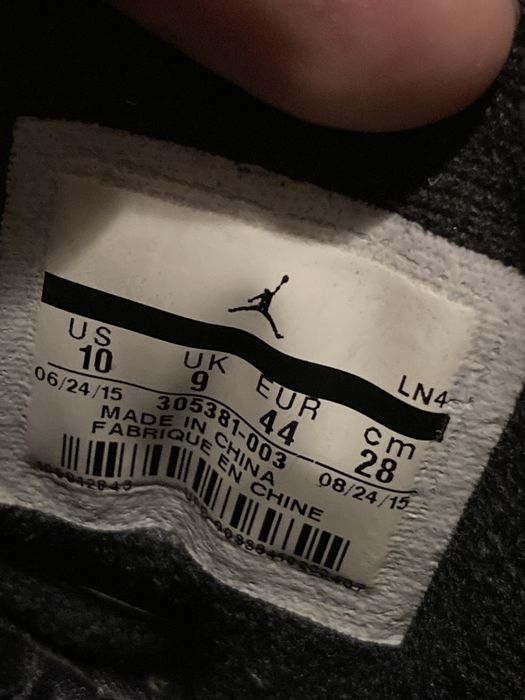 LN4
US UK EUR cm
10 9 44 28
06/24/15 305381-003 08/24/15
MADE IN CHINA
FABRIQUE EN CHINE